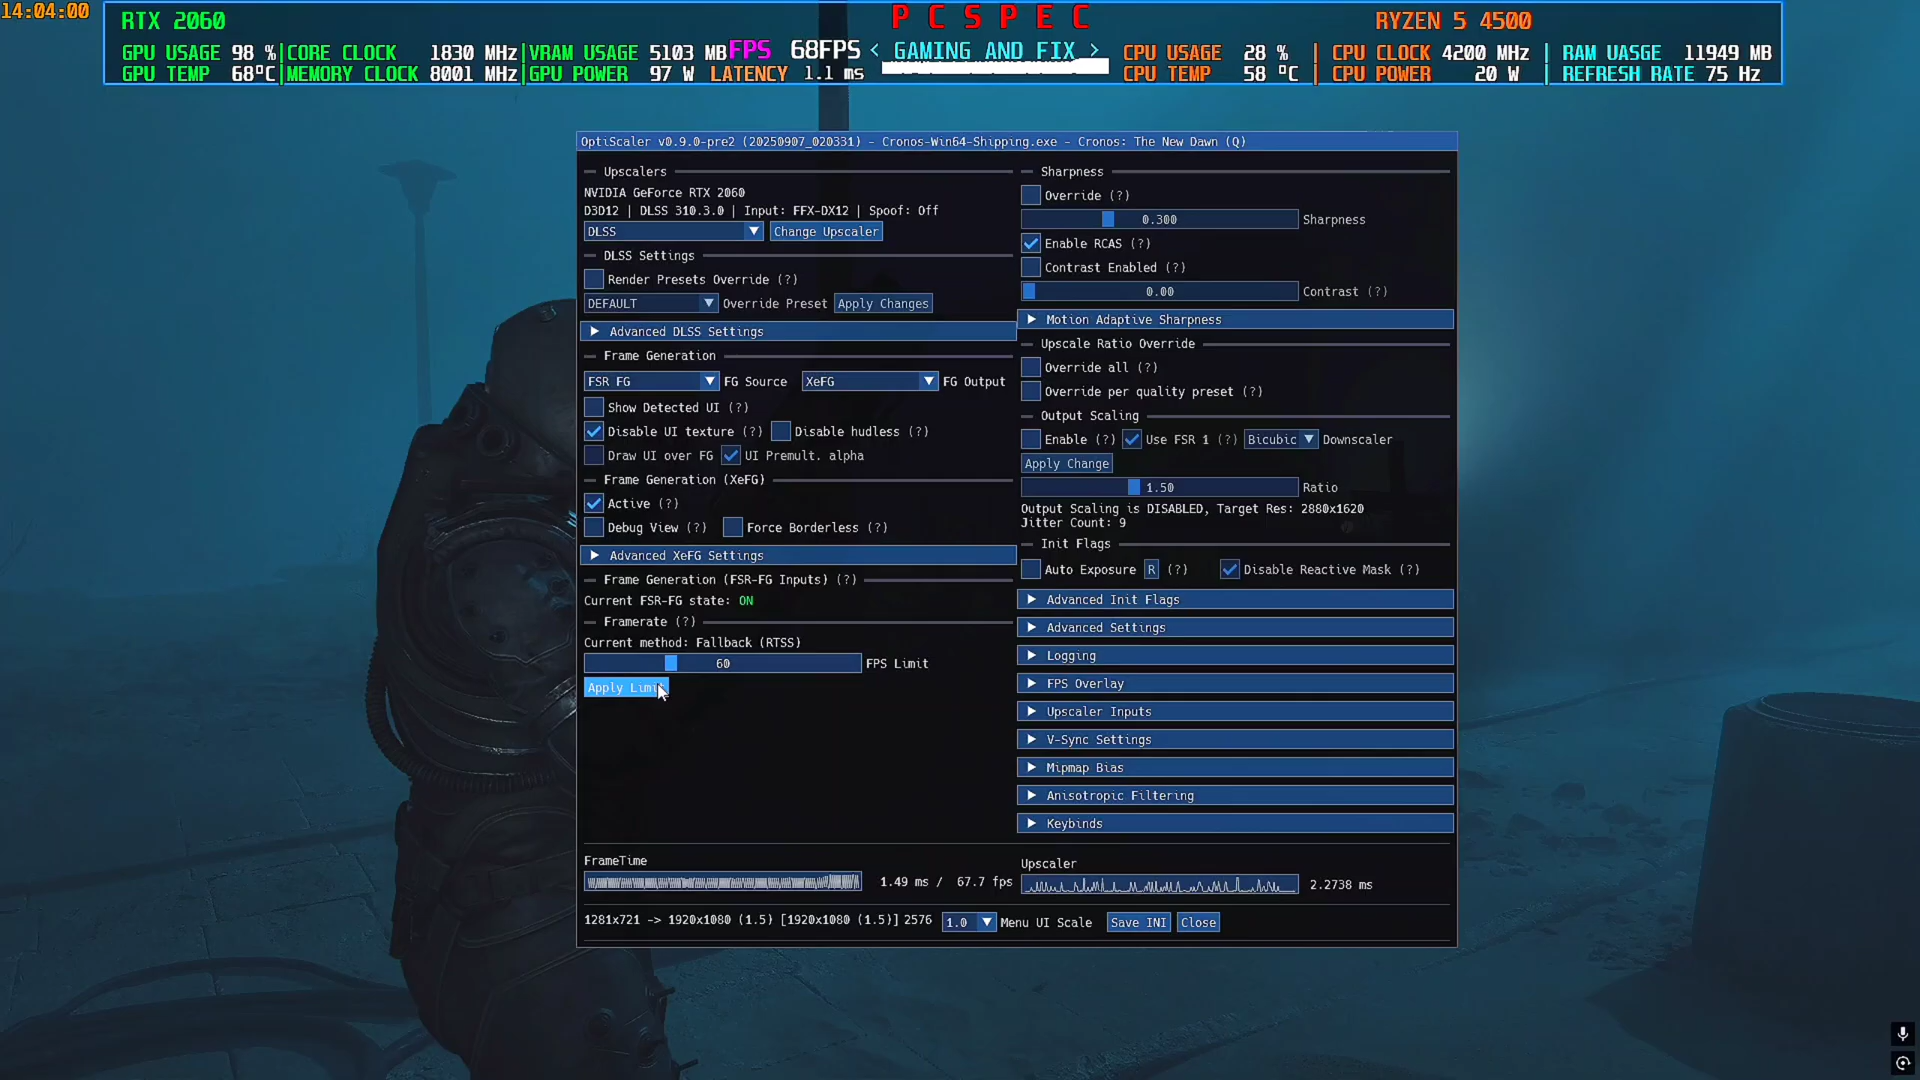 14:04:00
RTX 2060
P C S P E C
RYZEN 5 4500
GPU USAGE 98 % CORE CLOCK 1830 MHz VRAM USAGE 5103 MB FPS 68FPS < GAMING AND FIX > CPU USAGE 28 % CPU CLOCK 4200 MHz RAM UASGE 11949 MB
GPU TEMP 68°C MEMORY CLOCK 8001 MHz GPU POWER 97 W LATENCY 1.1 ms CPU TEMP 58 °C CPU POWER 20 W REFRESH RATE 75 Hz
OptiScaler v0.9.0-pre2 (20250907_020331) - Cronos-Win64-Shipping.exe - Cronos: The New Dawn (Q)
Upscalers
NVIDIA GeForce RTX 2060
D3D12 | DLSS 310.3.0 | Input: FFX-DX12 | Spoof: Off
DLSS Change Upscaler
DLSS Settings
Render Presets Override (?)
DEFAULT Override Preset Apply Changes
Advanced DLSS Settings
Frame Generation
FSR FG FG Source XeFG FG Output
Show Detected UI (?)
Disable UI texture (?) Disable hudless (?)
Draw UI over FG UI Premult. alpha
Frame Generation (XeFG)
Active (?)
Debug View (?) Force Borderless (?)
Advanced XeFG Settings
Frame Generation (FSR-FG Inputs) (?)
Current FSR-FG state: ON
Framerate (?)
Current method: Fallback (RTSS)
60 FPS Limit
Apply Limit
Sharpness
Override (?)
0.300 Sharpness
Enable RCAS (?)
Contrast Enabled (?)
0.00 Contrast (?)
Motion Adaptive Sharpness
Upscale Ratio Override
Override all (?)
Override per quality preset (?)
Output Scaling
Enable (?) Use FSR 1 (?) Bicubic Downscaler
Apply Change
1.50 Ratio
Output Scaling is DISABLED, Target Res: 2880x1620
Jitter Count: 9
Init Flags
Auto Exposure R (?) Disable Reactive Mask (?)
Advanced Init Flags
Advanced Settings
Logging
FPS Overlay
Upscaler Inputs
V-Sync Settings
Mipmap Bias
Anisotropic Filtering
Keybinds
FrameTime
1.49 ms / 67.7 fps
Upscaler
2.2738 ms
1281x721 -> 1920x1080 (1.5) [1920x1080 (1.5)] 2576 1.0 Menu UI Scale Save INI Close